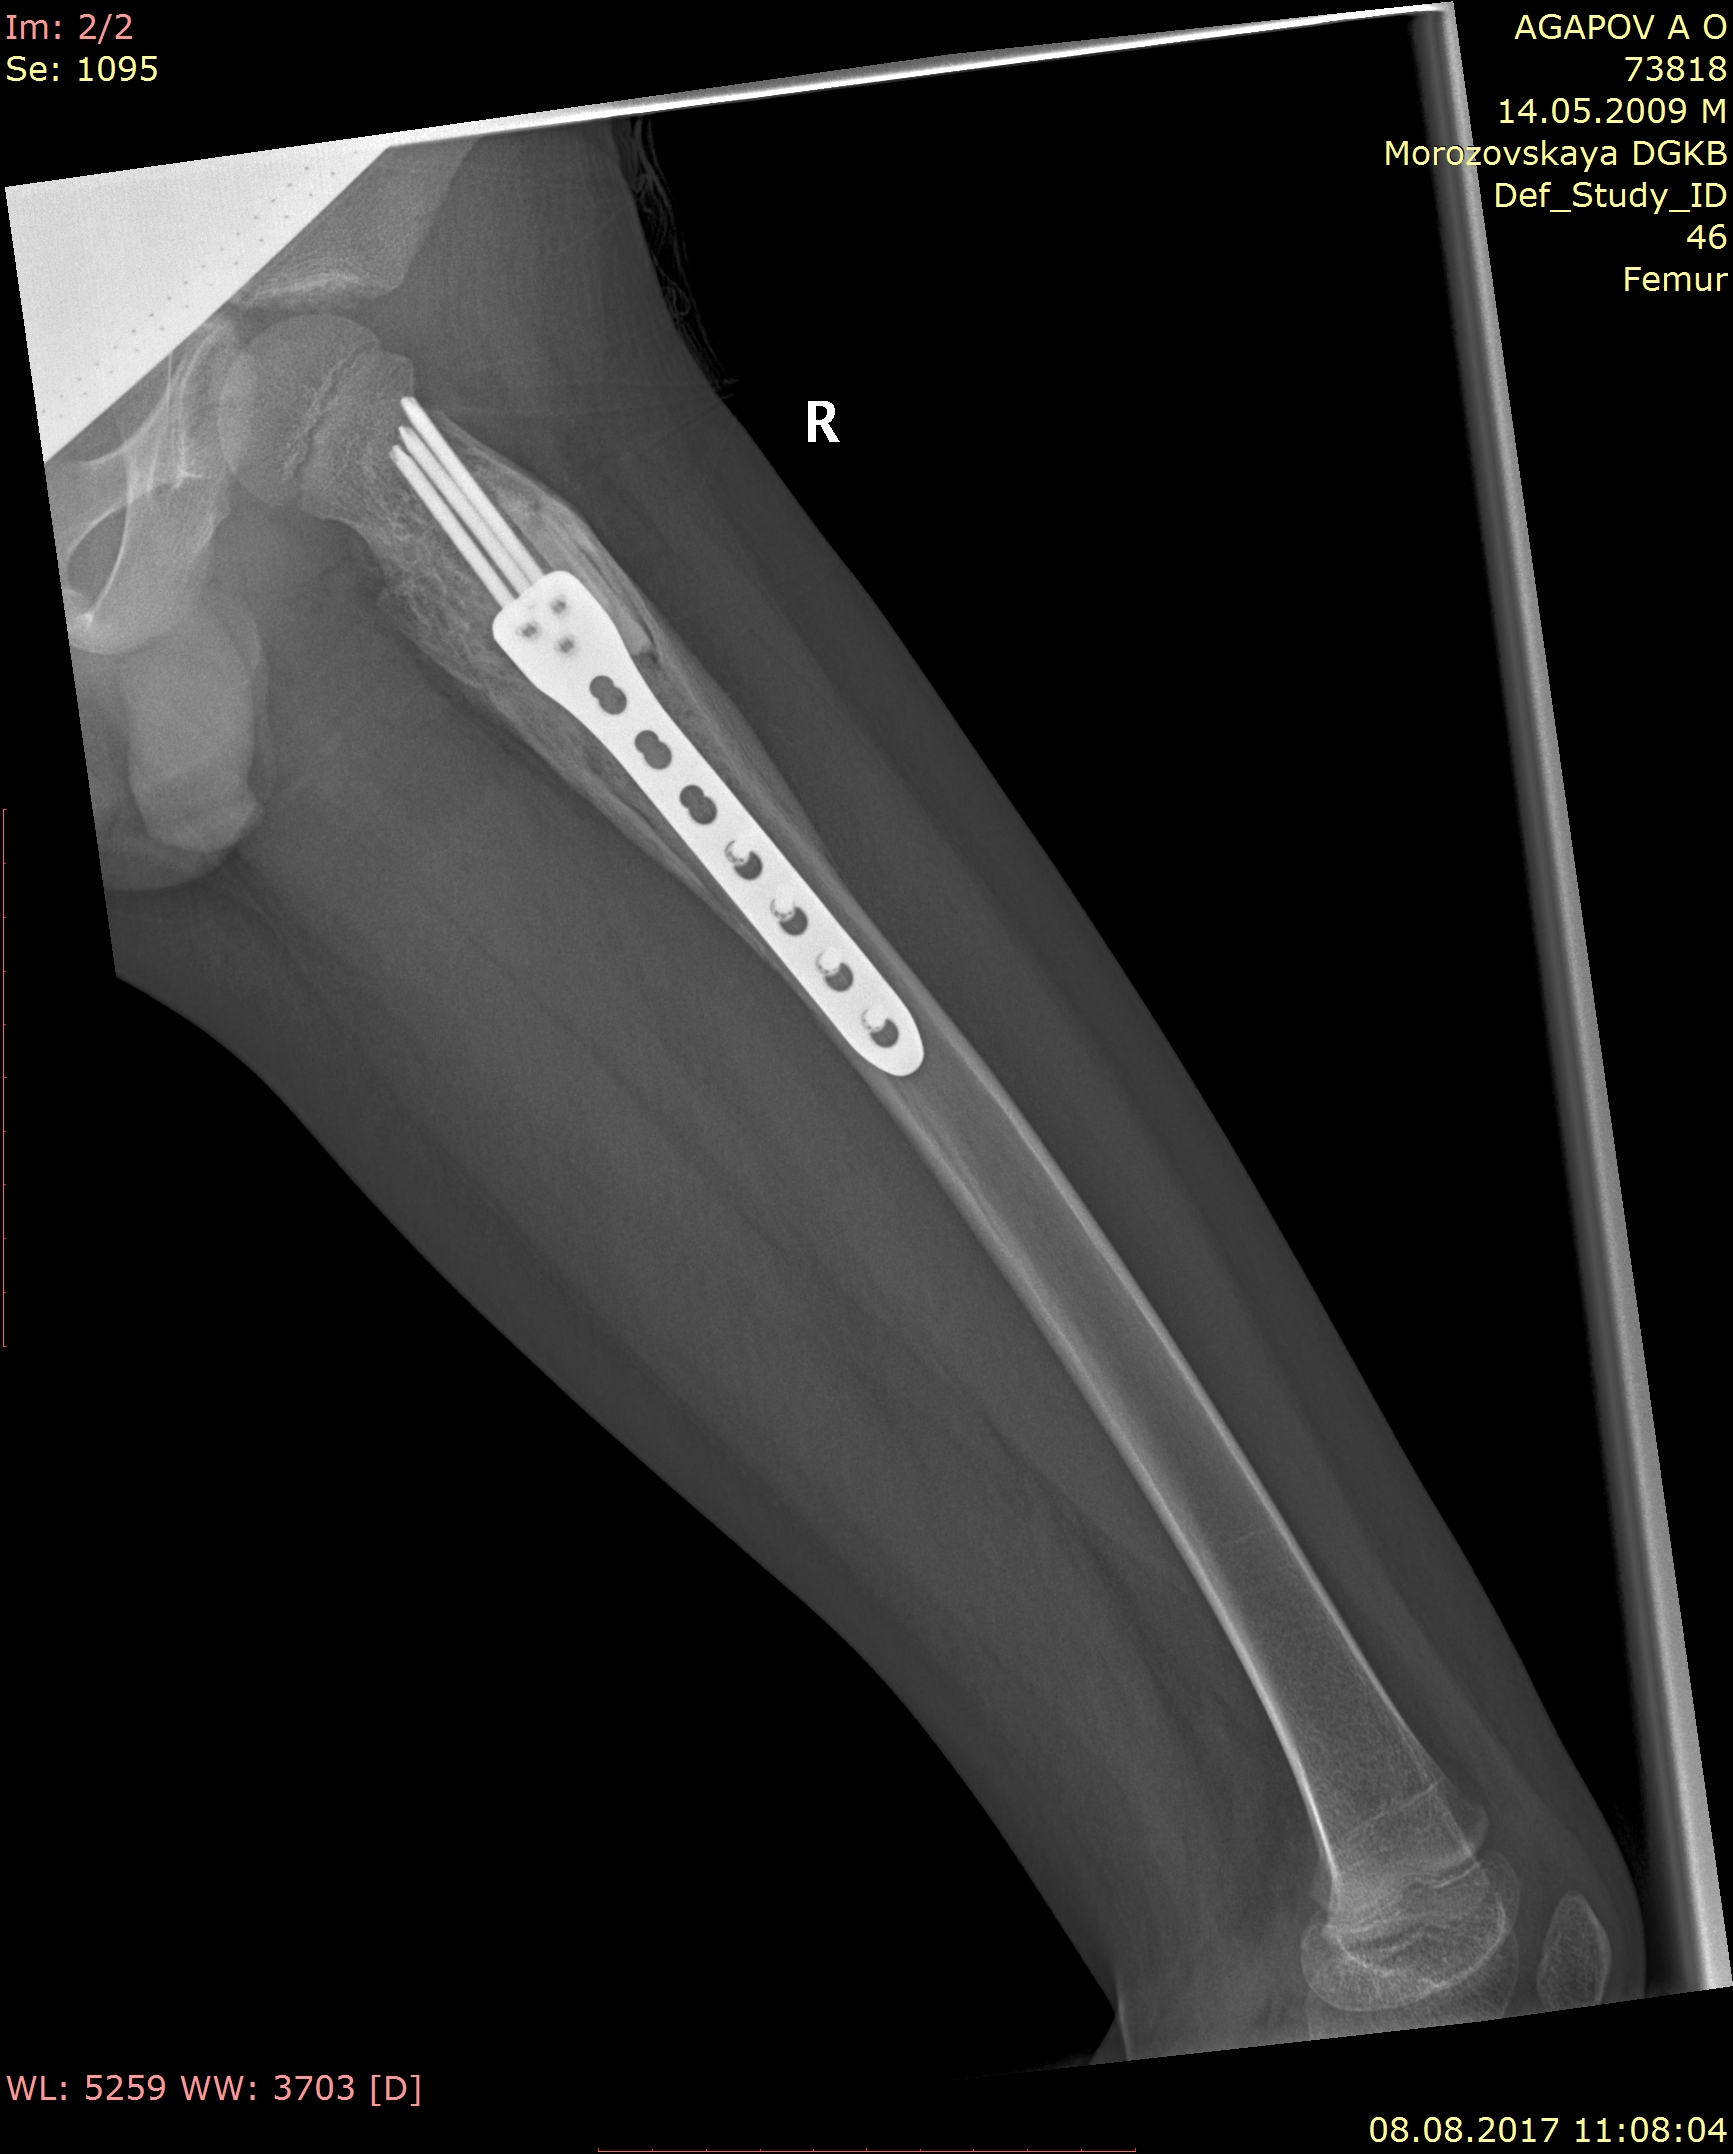 Im: 2/2
Se: 1095
AGAPOV A O
73818
14.05.2009 M
Morozovskaya DGKB
Def_Study_ID
46
Femur
R
WL: 5259 WW: 3703 [D]
08.08.2017 11:08:04